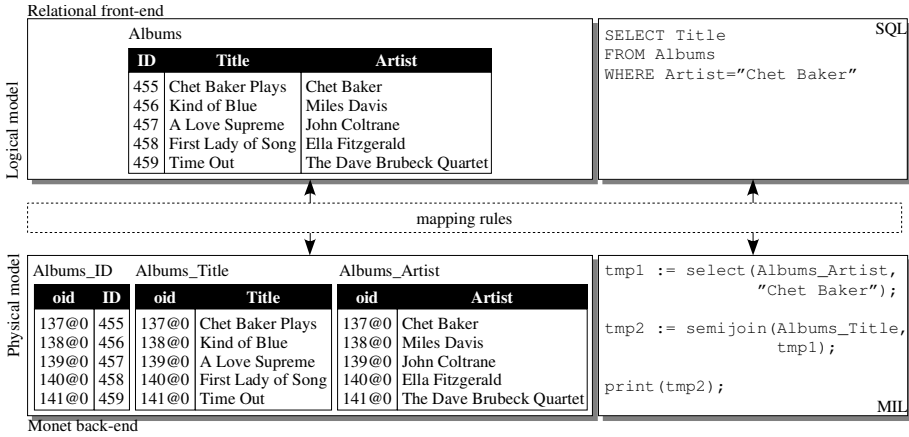 Relational front-end
Logical model
Albums
ID Title Artist
455 Chet Baker Plays Chet Baker
456 Kind of Blue Miles Davis
457 A Love Supreme John Coltrane
458 First Lady of Song Ella Fitzgerald
459 Time Out The Dave Brubeck Quartet
SQL
SELECT Title
FROM Albums
WHERE Artist=”Chet Baker”
mapping rules
Physical model
Albums_ID Albums_Title Albums_Artist
oid ID oid Title oid Artist
137@0 455 137@0 Chet Baker Plays 137@0 Chet Baker
138@0 456 138@0 Kind of Blue 138@0 Miles Davis
139@0 457 139@0 A Love Supreme 139@0 John Coltrane
140@0 458 140@0 First Lady of Song 140@0 Ella Fitzgerald
141@0 459 141@0 Time Out 141@0 The Dave Brubeck Quartet
tmp1 := select(Albums_Artist,
”Chet Baker”);
tmp2 := semijoin(Albums_Title,
tmp1);
print(tmp2);
MIL
Monet back-end